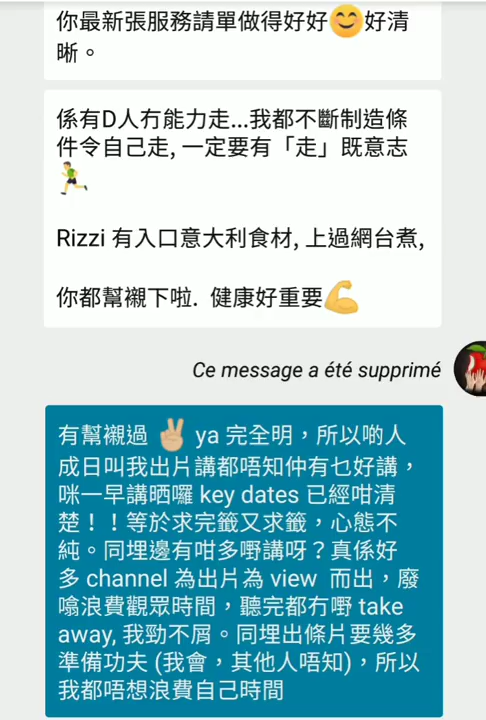 你最新張服務請單做得好好😊好清
晰。
係有D人冇能力走...我都不斷制造條
件令自己走, 一定要有「走」既意志
🏃
Rizzi 有入口意大利食材, 上過網台煮,
你都幫襯下啦. 健康好重要💪
Ce message a été supprimé
有幫襯過 ✌🏼 ya 完全明，所以啲人
成日叫我出片講都唔知仲有乜好講，
咪一早講晒囉 key dates 已經咁清
楚！！等於求完籤又求籤，心態不
純。同埋邊有咁多嘢講呀？真係好
多 channel 為出片為 view 而出，廢
噏浪費觀眾時間，聽完都冇嘢 take
away, 我勁不屑。同埋出條片要幾多
準備功夫 (我會，其他人唔知)，所以
我都唔想浪費自己時間